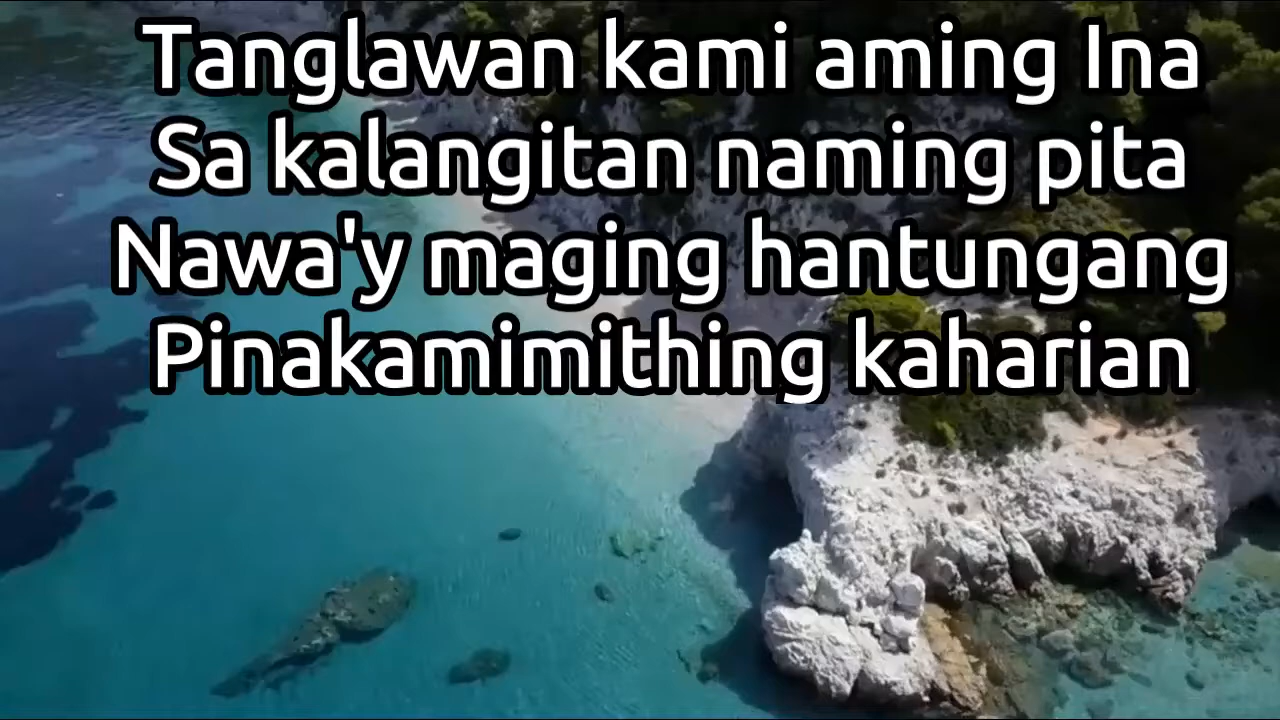 Tanglawan kami aming Ina
Sa kalangitan naming pita
Nawa'y maging hantungang
Pinakamimithing kaharian